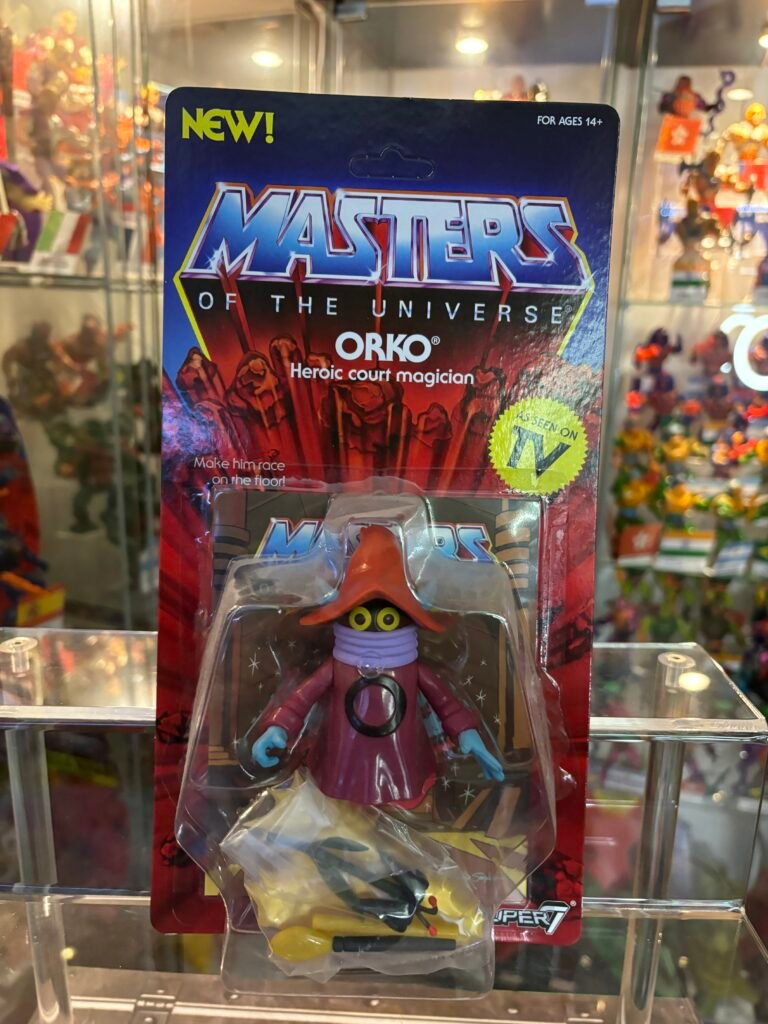 NEW!
FOR AGES 14+
MASTERS
OF THE UNIVERSE®
ORKO®
Heroic court magician
AS SEEN ON
TV
Make him race
on the floor!
MASTERS
SUPER7®